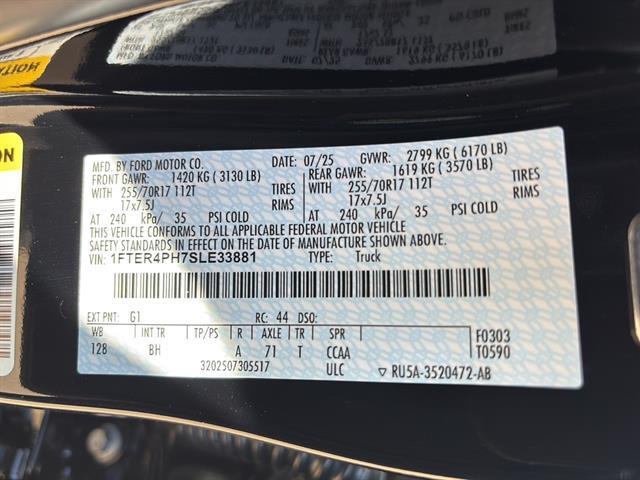 MFD. BY FORD MOTOR CO. 07/25 GVWR: 2799 KG ( 6170 LB)
FRONT GAWR: 1420 KG ( 3130 LB) REAR GAWR: 1619 KG ( 3570 LB)
WITH 255/70R17 112T TIRES WITH 255/70R17 112T TIRES
17x7.5J RIMS 17x7.5J RIMS
AT 240 kPa/ 35 PSI COLD AT 240 kPa/ 35 PSI COLD
THIS VEHICLE CONFORMS TO ALL APPLICABLE FEDERAL MOTOR VEHICLE
SAFETY STANDARDS IN EFFECT ON THE DATE OF MANUFACTURE SHOWN ABOVE.
VIN: 1FTER4PH7SLE33881 TYPE: Truck
EXT PNT: G1 RC: 44 DSO:
WB INT TR TP/PS R AXLE TR SPR F0303
128 BH A 71 T CCAA T0590
3202507305517 ULC ▽ RU5A-3520472-AB